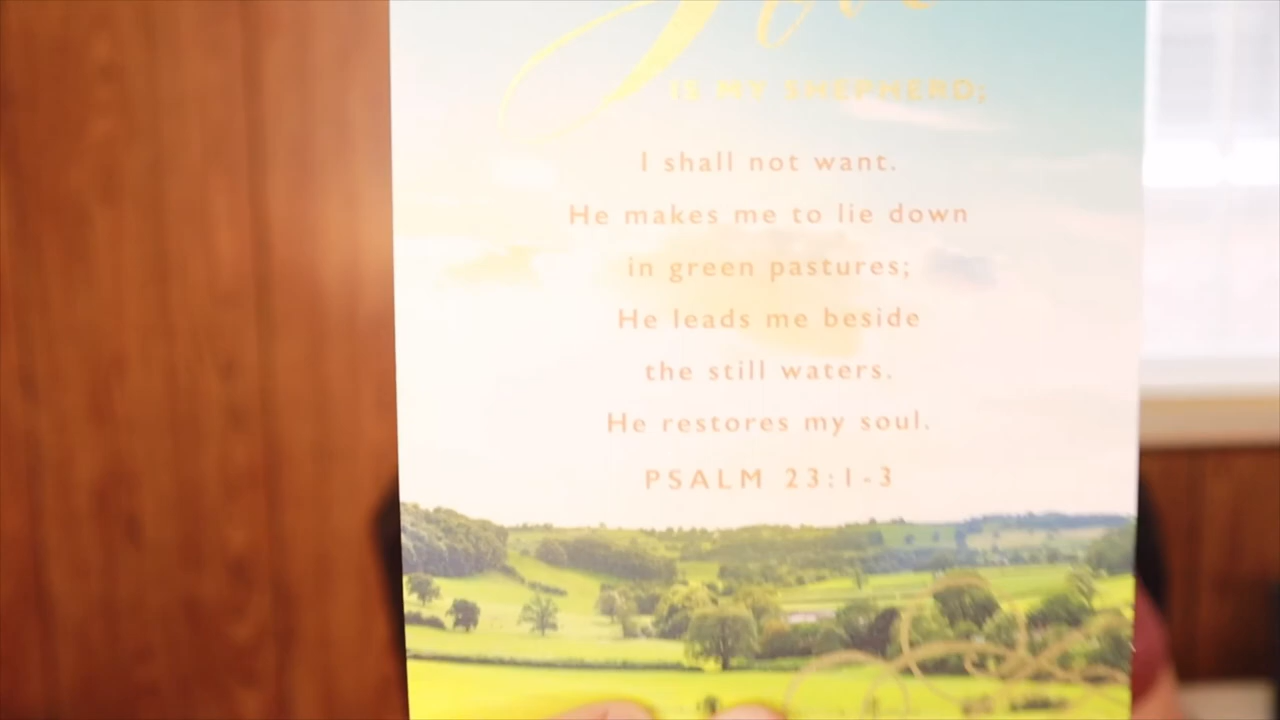 IS MY SHEPHERD;
I shall not want.
He makes me to lie down
in green pastures;
He leads me beside
the still waters.
He restores my soul.
PSALM 23:1-3